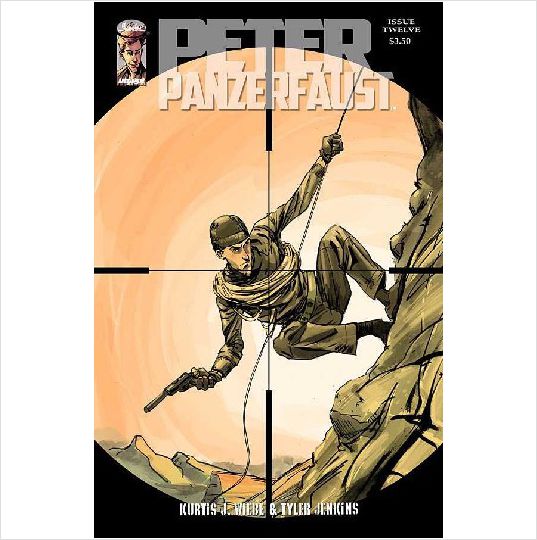 ISSUE
TWELVE
$3.50
PETER
PANZERFAUST
KURTIS J. WIEBE & TYLER JENKINS